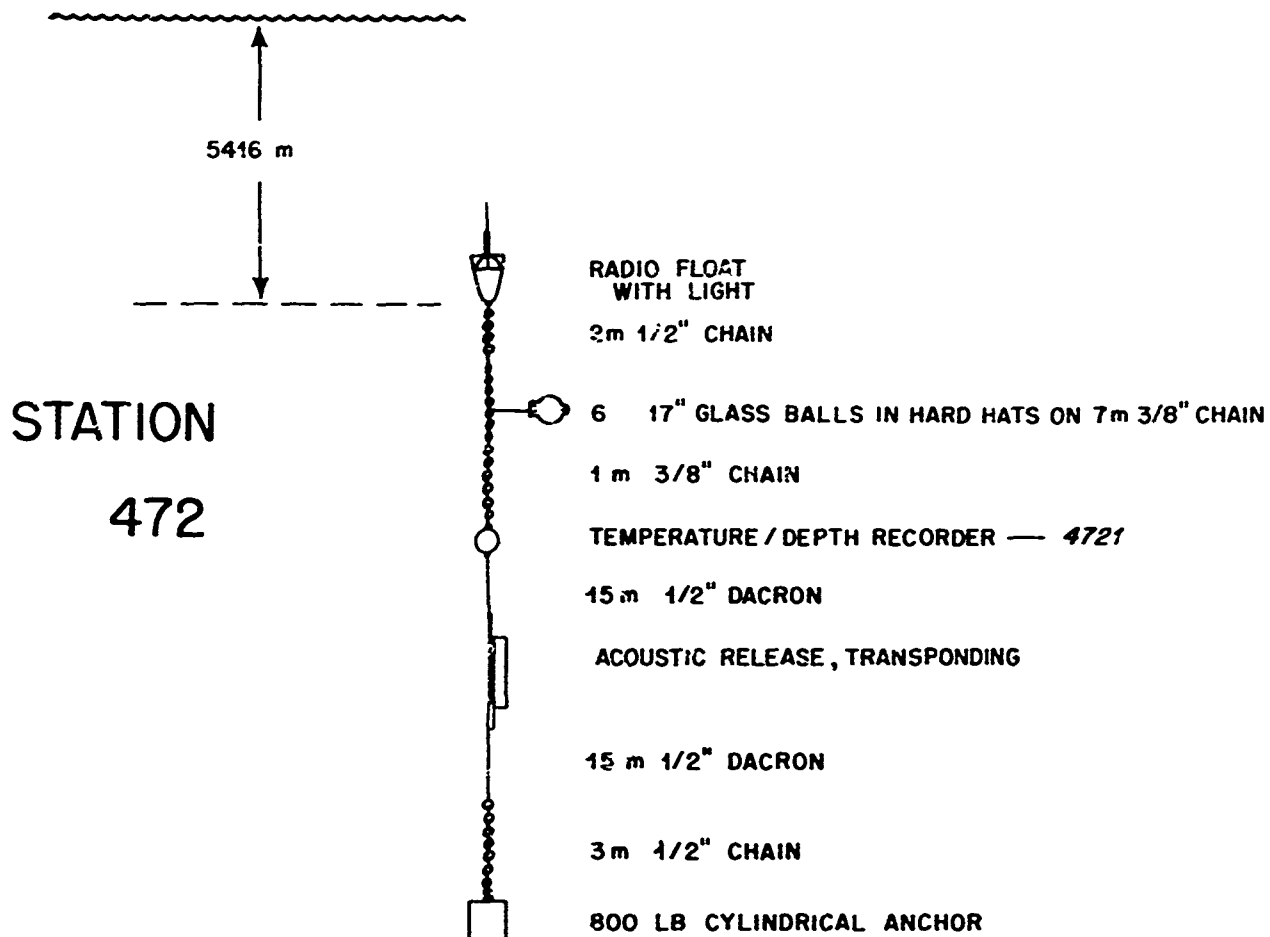 5416 m
RADIO FLOAT
WITH LIGHT
2m 1/2" CHAIN
STATION
472
6 17" GLASS BALLS IN HARD HATS ON 7m 3/8" CHAIN
1 m 3/8" CHAIN
TEMPERATURE / DEPTH RECORDER — 4721
15 m 1/2" DACRON
ACOUSTIC RELEASE, TRANSPONDING
15 m 1/2" DACRON
3m 1/2" CHAIN
800 LB CYLINDRICAL ANCHOR